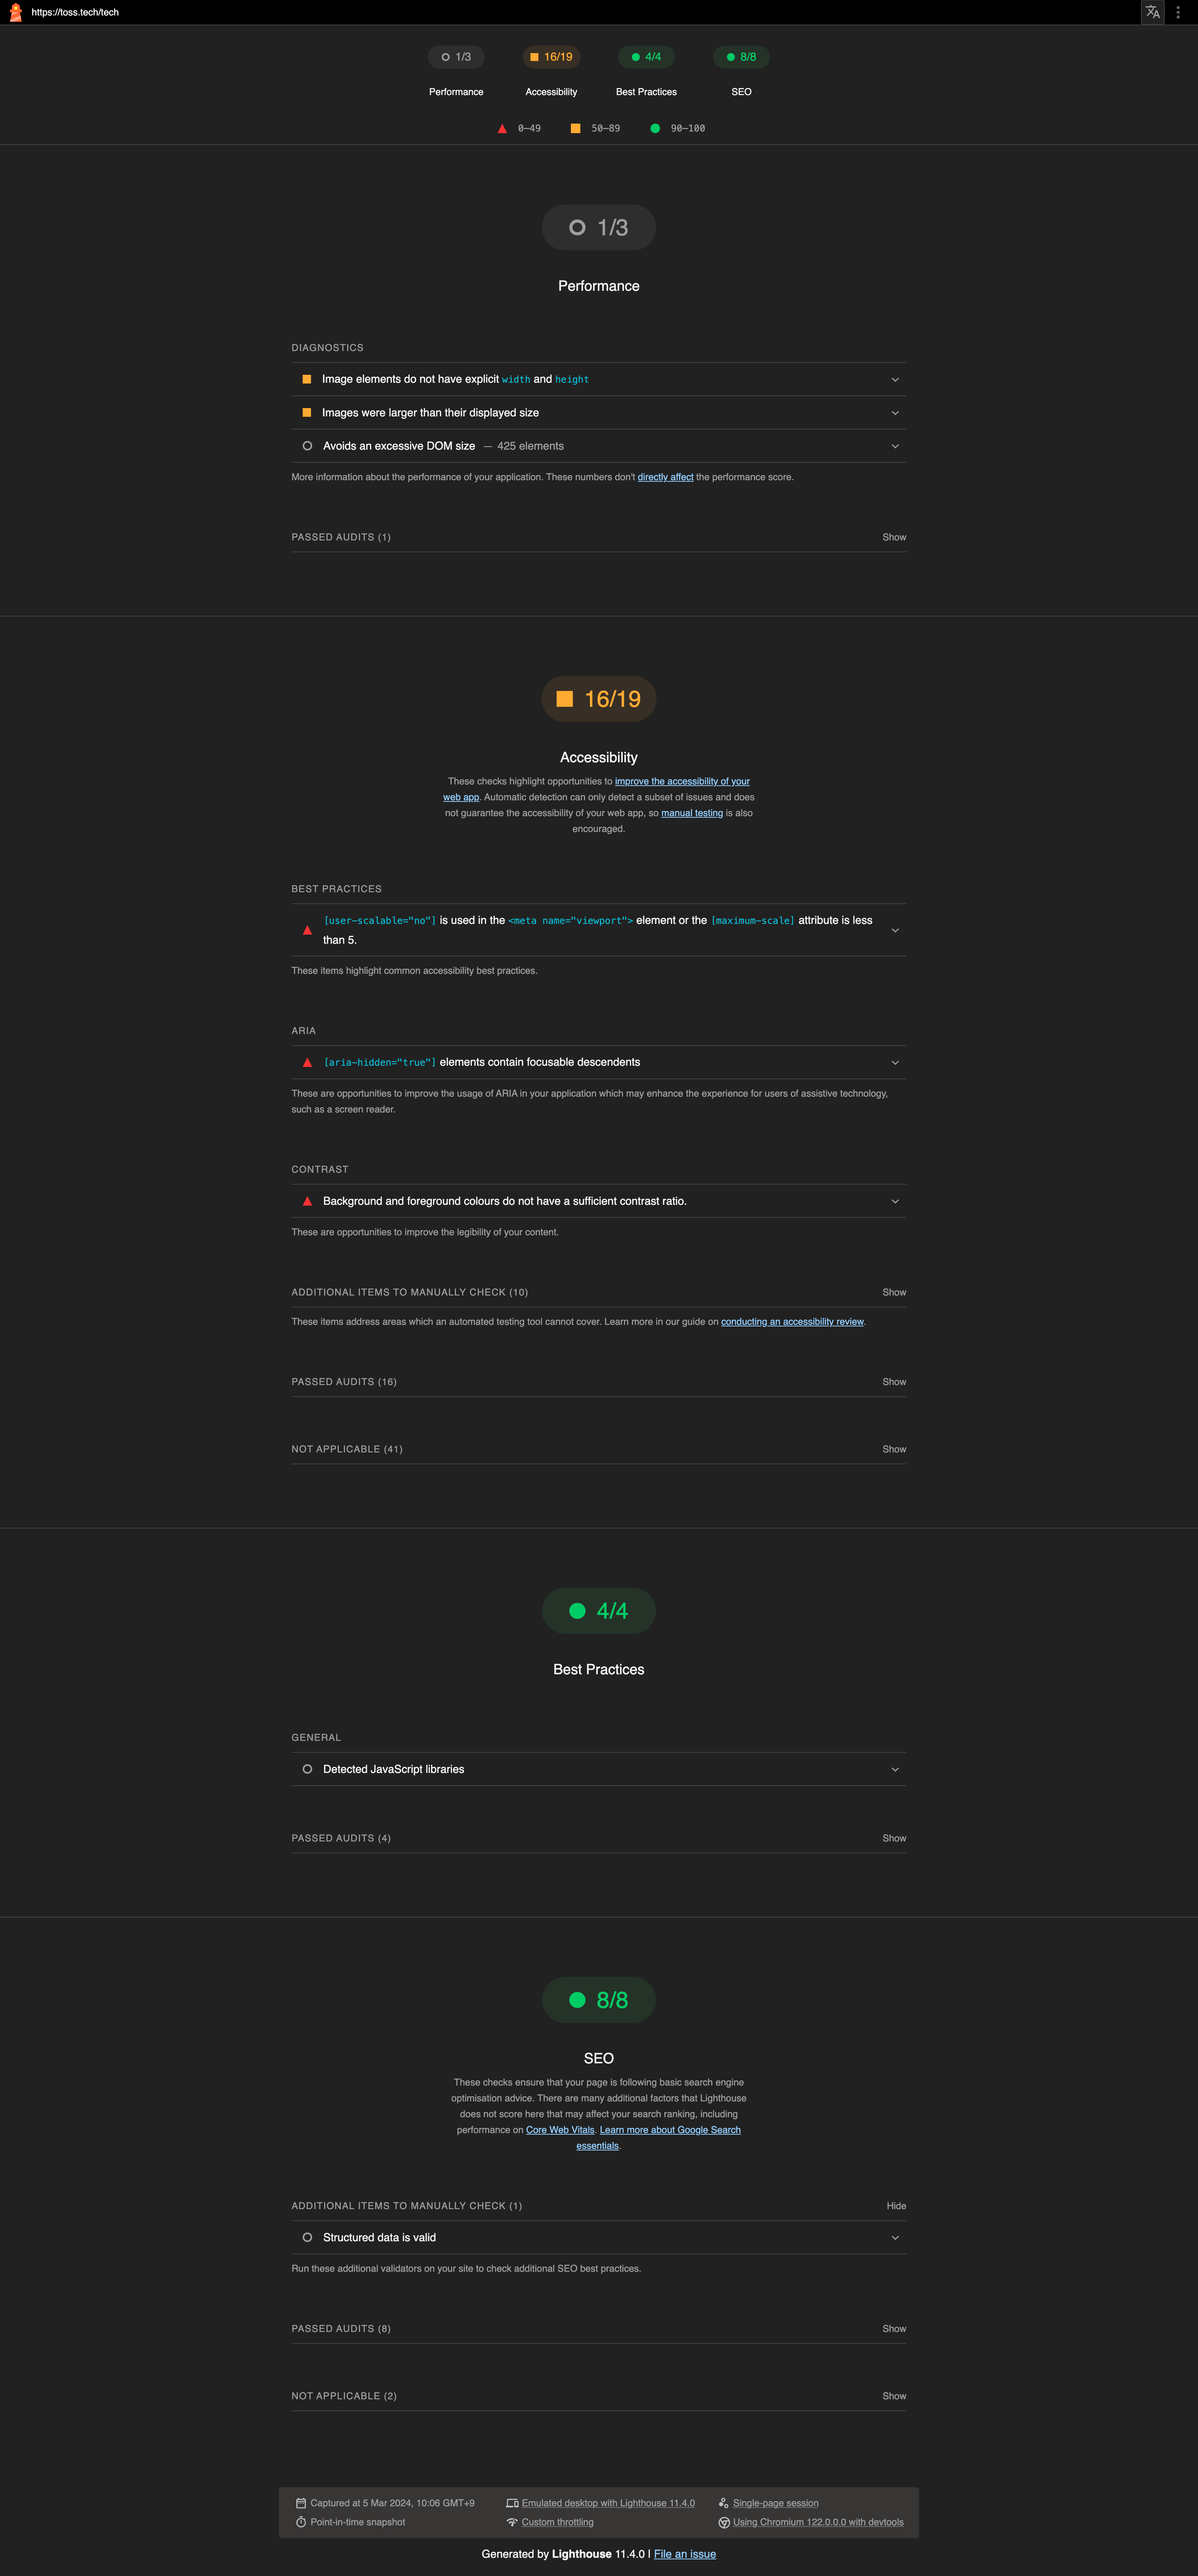 https://toss.tech/tech
1/3
16/19
4/4
8/8
Performance
Accessibility
Best Practices
SEO
0–49
50–89
90–100
1/3
Performance
DIAGNOSTICS
Image elements do not have explicit width and height
Images were larger than their displayed size
Avoids an excessive DOM size — 425 elements
More information about the performance of your application. These numbers don't directly affect the performance score.
PASSED AUDITS (1)
Show
16/19
Accessibility
These checks highlight opportunities to improve the accessibility of your
web app. Automatic detection can only detect a subset of issues and does
not guarantee the accessibility of your web app, so manual testing is also
encouraged.
BEST PRACTICES
[user-scalable="no"] is used in the <meta name="viewport"> element or the [maximum-scale] attribute is less
than 5.
These items highlight common accessibility best practices.
ARIA
[aria-hidden="true"] elements contain focusable descendents
These are opportunities to improve the usage of ARIA in your application which may enhance the experience for users of assistive technology,
such as a screen reader.
CONTRAST
Background and foreground colours do not have a sufficient contrast ratio.
These are opportunities to improve the legibility of your content.
ADDITIONAL ITEMS TO MANUALLY CHECK (10)
Show
These items address areas which an automated testing tool cannot cover. Learn more in our guide on conducting an accessibility review.
PASSED AUDITS (16)
Show
NOT APPLICABLE (41)
Show
4/4
Best Practices
GENERAL
Detected JavaScript libraries
PASSED AUDITS (4)
Show
8/8
SEO
These checks ensure that your page is following basic search engine
optimisation advice. There are many additional factors that Lighthouse
does not score here that may affect your search ranking, including
performance on Core Web Vitals. Learn more about Google Search
essentials.
ADDITIONAL ITEMS TO MANUALLY CHECK (1)
Hide
Structured data is valid
Run these additional validators on your site to check additional SEO best practices.
PASSED AUDITS (8)
Show
NOT APPLICABLE (2)
Show
Captured at 5 Mar 2024, 10:06 GMT+9
Emulated desktop with Lighthouse 11.4.0
Single-page session
Point-in-time snapshot
Custom throttling
Using Chromium 122.0.0.0 with devtools
Generated by Lighthouse 11.4.0 | File an issue